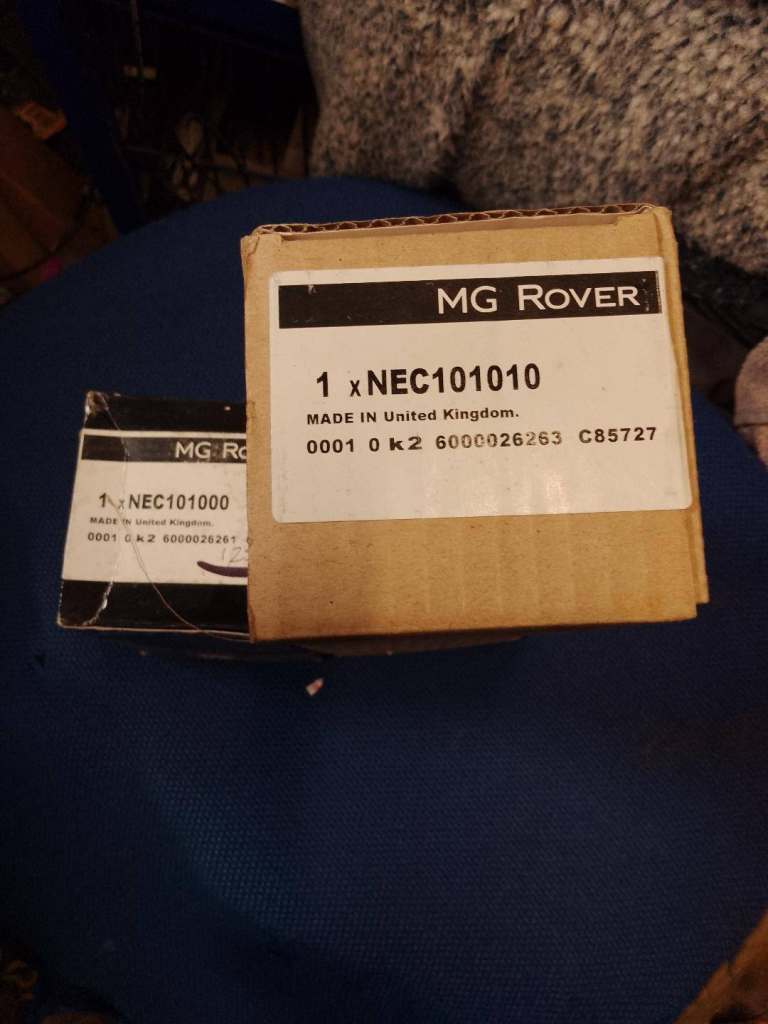 MG ROVER
1 x NEC101010
MADE IN United Kingdom.
0001 0 k2 6000026263 C85727
MG
1 x NEC101000
MADE IN United Kingdom.
0001 0 k2 6000026261